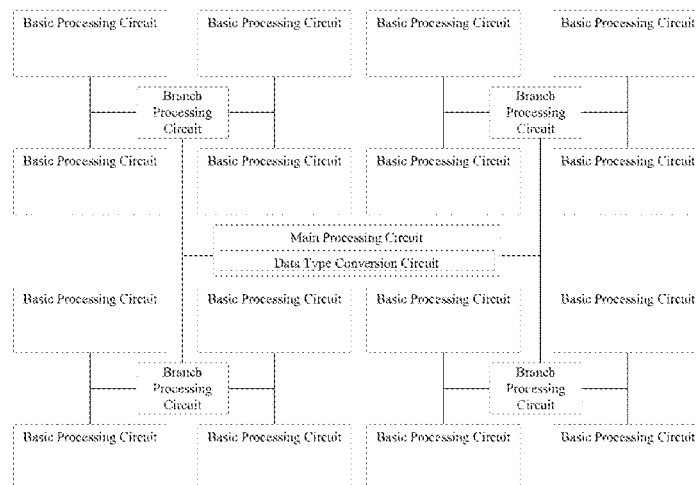 Basic Processing Circuit Basic Processing Circuit Basic Processing Circuit Basic Processing Circuit
Branch
Processing
Circuit
Branch
Processing
Circuit
Basic Processing Circuit Basic Processing Circuit Basic Processing Circuit Basic Processing Circuit
Main Processing Circuit
Data Type Conversion Circuit
Basic Processing Circuit Basic Processing Circuit Basic Processing Circuit Basic Processing Circuit
Branch
Processing
Circuit
Branch
Processing
Circuit
Basic Processing Circuit Basic Processing Circuit Basic Processing Circuit Basic Processing Circuit